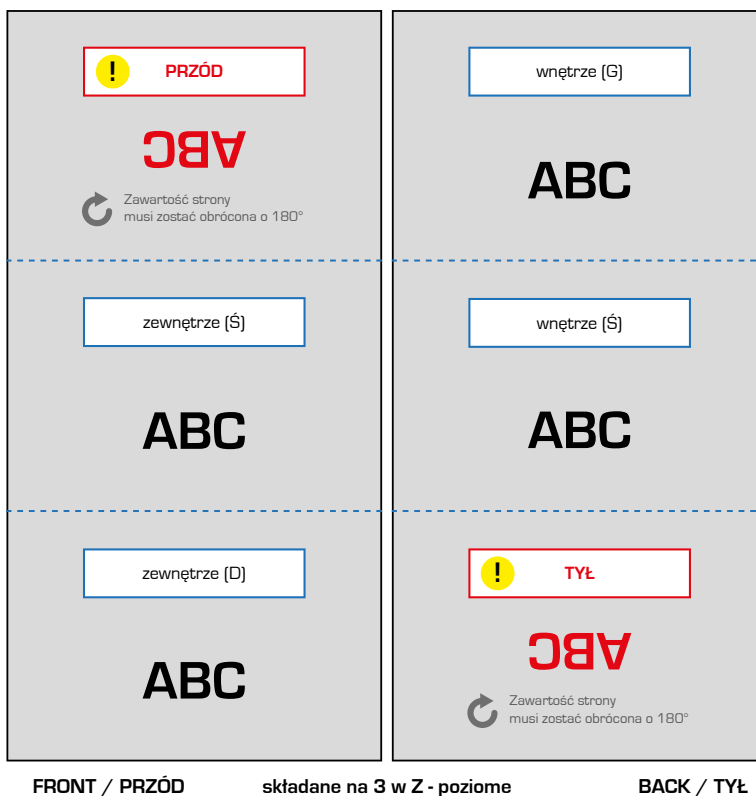 ! PRZÓD
ABC
Zawartość strony
musi zostać obrócona o 180°
zewnętrze (Ś)
ABC
zewnętrze (D)
ABC
wnętrze (G)
ABC
wnętrze (Ś)
ABC
! TYŁ
ABC
Zawartość strony
musi zostać obrócona o 180°
FRONT / PRZÓD składane na 3 w Z - poziome BACK / TYŁ